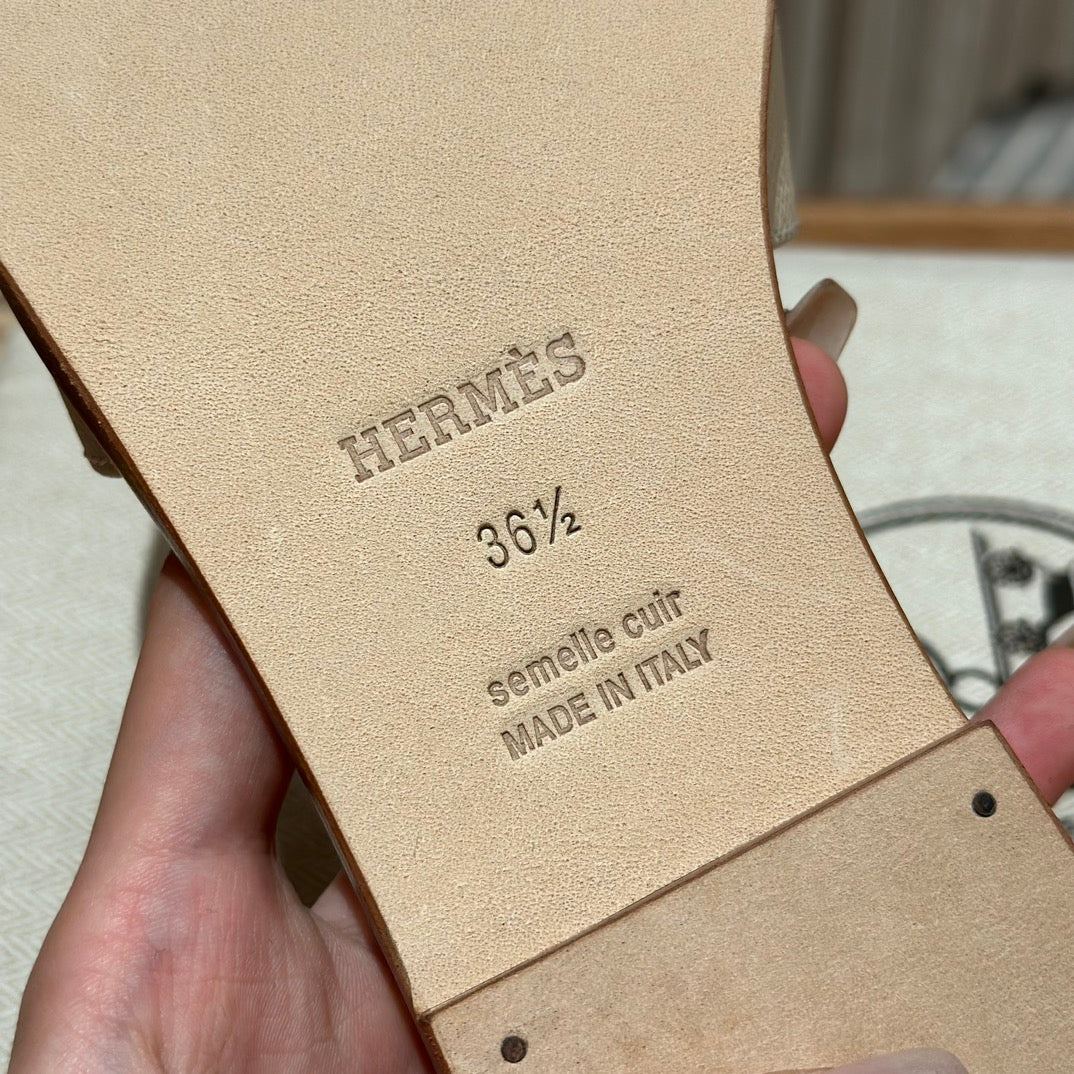 HERMÈS
36½
semelle cuir
MADE IN ITALY